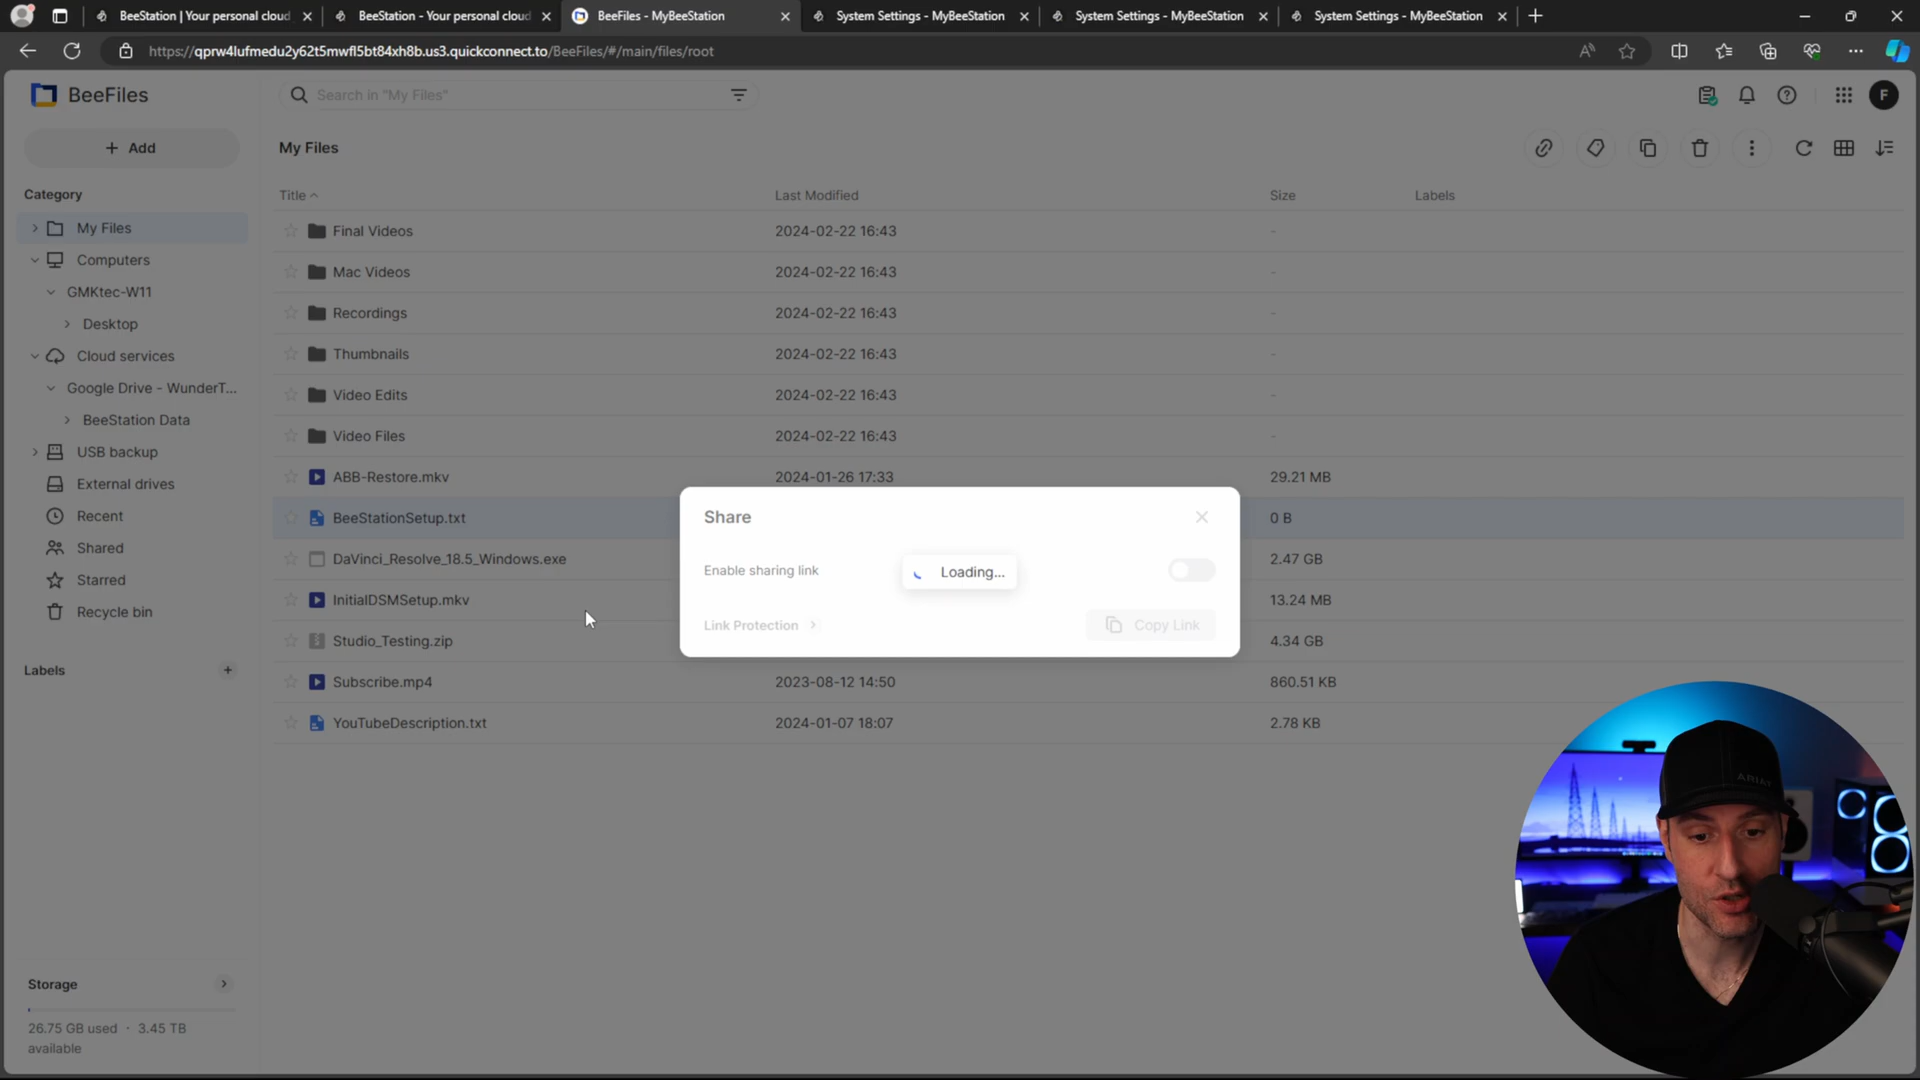 BeeStation | Your personal cloud
BeeStation - Your personal cloud
BeeFiles - MyBeeStation
System Settings - MyBeeStation
System Settings - MyBeeStation
System Settings - MyBeeStation
https://qprw4lufmedu2y62t5mwfl5bt84xh8b.us3.quickconnect.to/BeeFiles/#/main/files/root
BeeFiles
Search in "My Files"
F
+ Add
My Files
Category
Title
Last Modified
Size
Labels
My Files
Computers
GMKtec-W11
Desktop
Cloud services
Google Drive - WunderT...
BeeStation Data
USB backup
External drives
Recent
Shared
Starred
Recycle bin
Labels
Final Videos 2024-02-22 16:43 -
Mac Videos 2024-02-22 16:43 -
Recordings 2024-02-22 16:43 -
Thumbnails 2024-02-22 16:43 -
Video Edits 2024-02-22 16:43 -
Video Files 2024-02-22 16:43 -
ABB-Restore.mkv 2024-01-26 17:33 29.21 MB
BeeStationSetup.txt 0 B
DaVinci_Resolve_18.5_Windows.exe 2.47 GB
InitialDSMSetup.mkv 13.24 MB
Studio_Testing.zip 4.34 GB
Subscribe.mp4 2023-08-12 14:50 860.51 KB
YouTubeDescription.txt 2024-01-07 18:07 2.78 KB
Share
Enable sharing link
Loading...
Link Protection
Copy Link
Storage
26.75 GB used · 3.45 TB
available
ARIAT